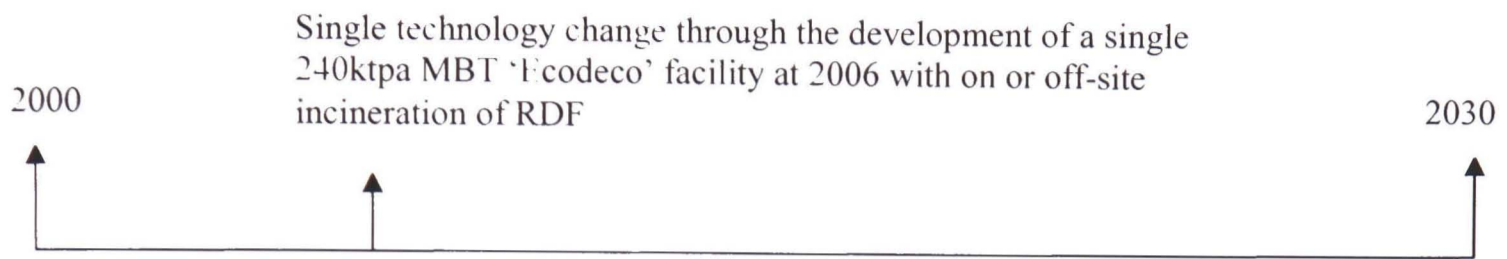 Single technology change through the development of a single
240ktpa MBT ‘Ecodeco’ facility at 2006 with on or off-site
2000
incineration of RDF
2030